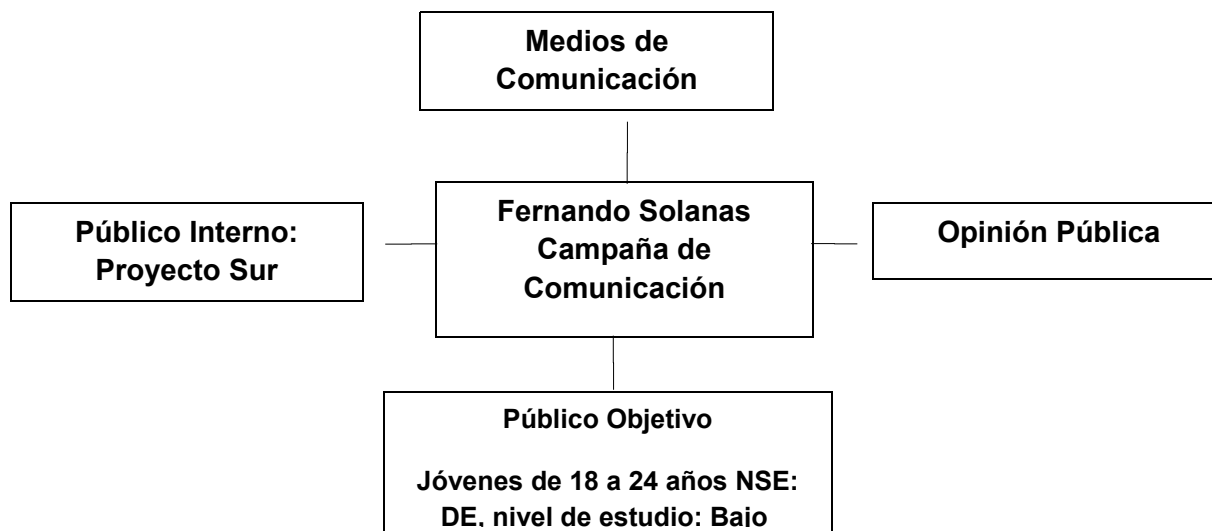 Medios de
Comunicación
Fernando Solanas
Campaña de
Comunicación
Público Interno:
Proyecto Sur
Opinión Pública
Público Objetivo
Jóvenes de 18 a 24 años NSE:
DE, nivel de estudio: Bajo